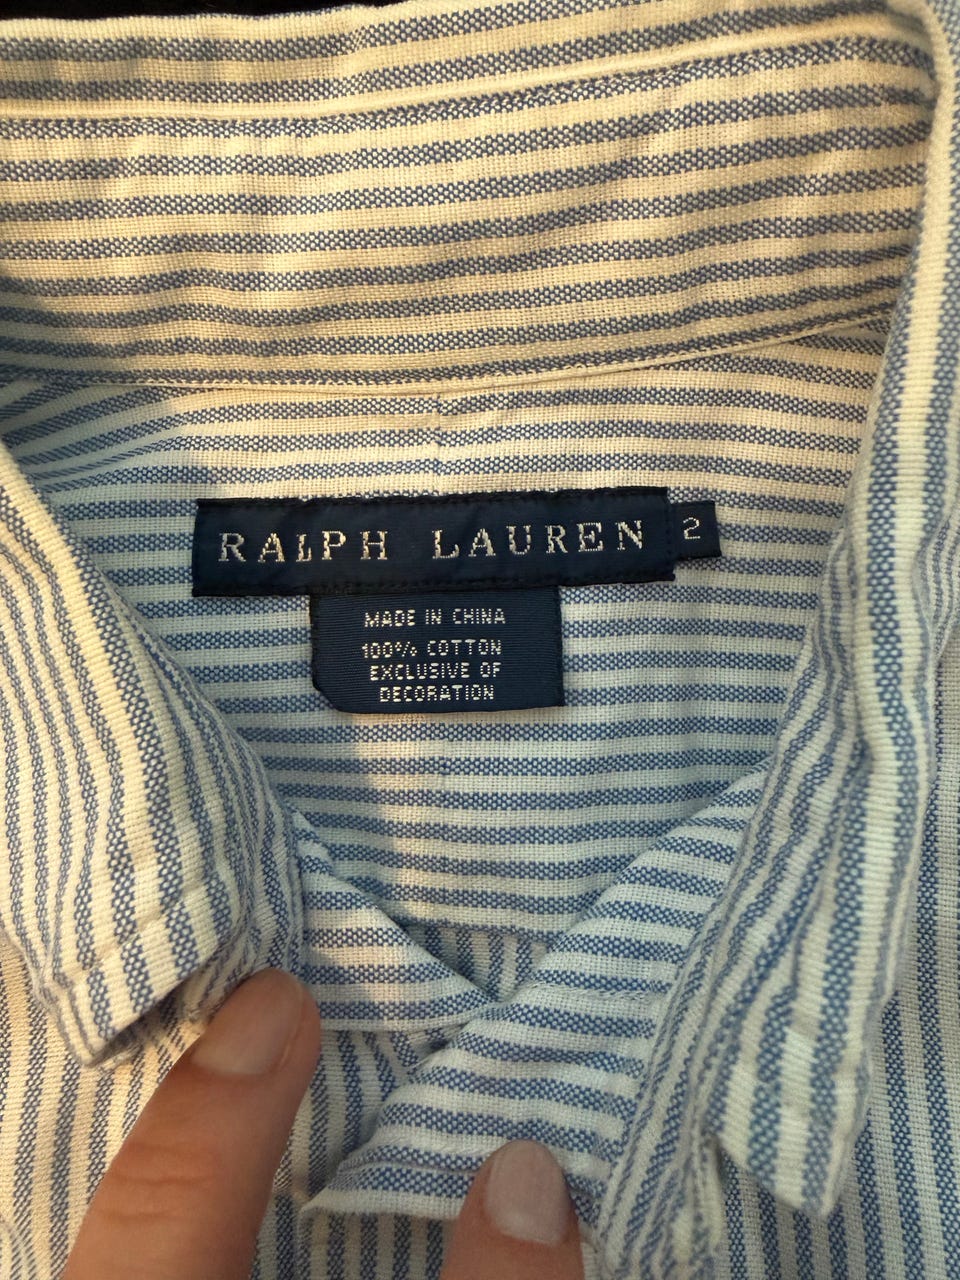 RALPH LAUREN 2
MADE IN CHINA
100% COTTON
EXCLUSIVE OF
DECORATION